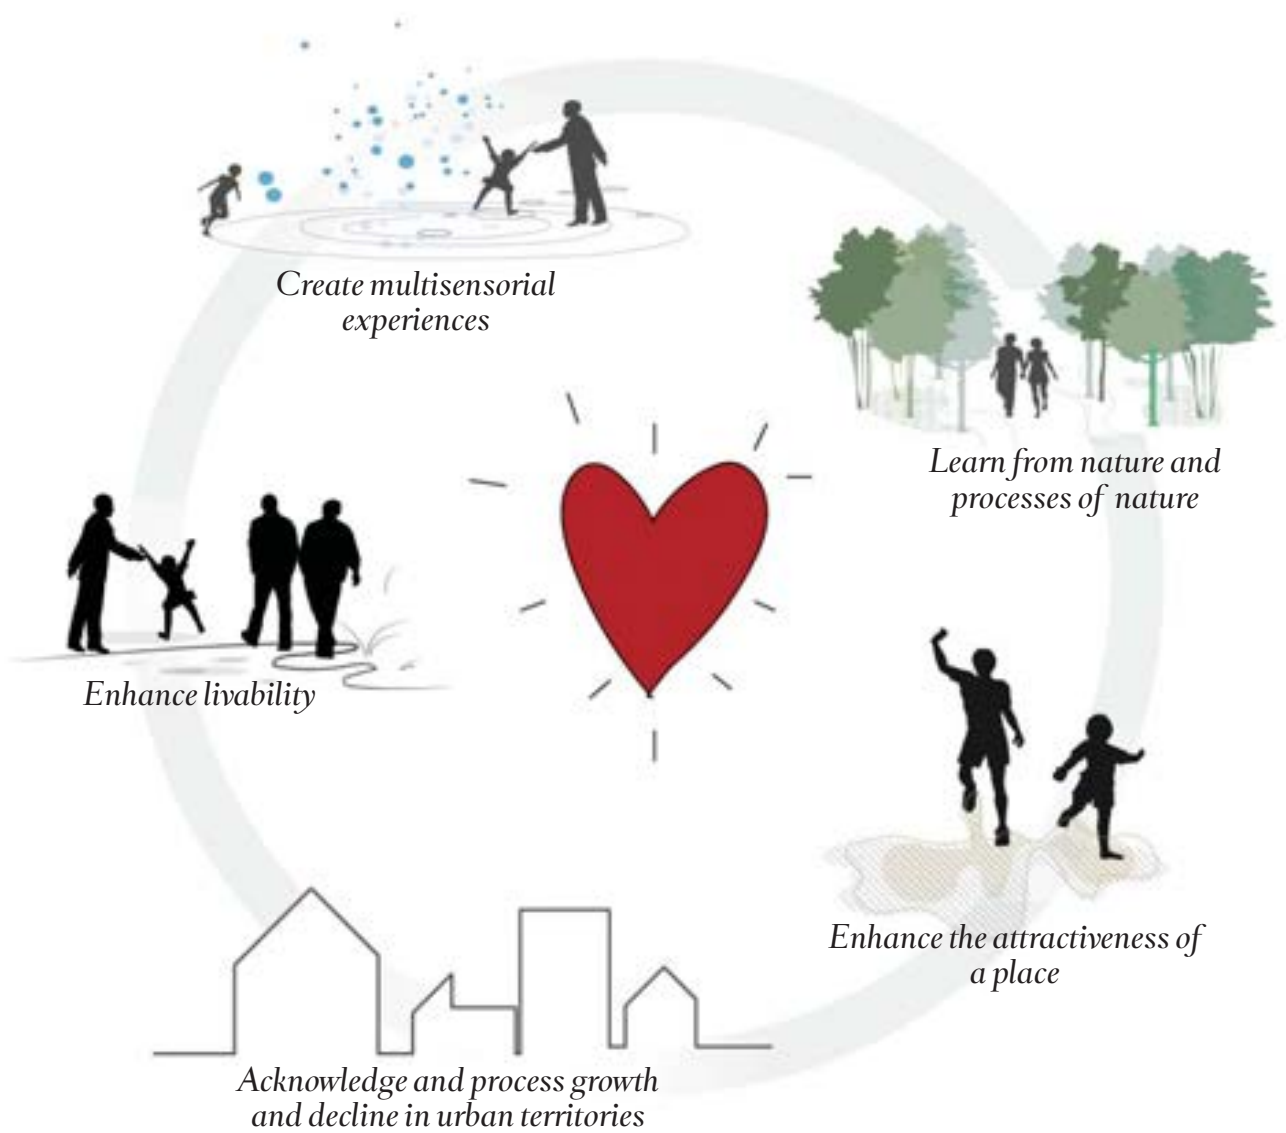 Create multisensorial
experiences
Learn from nature and
processes of nature
Enhance livability
Enhance the attractiveness of
a place
Acknowledge and process growth
and decline in urban territories